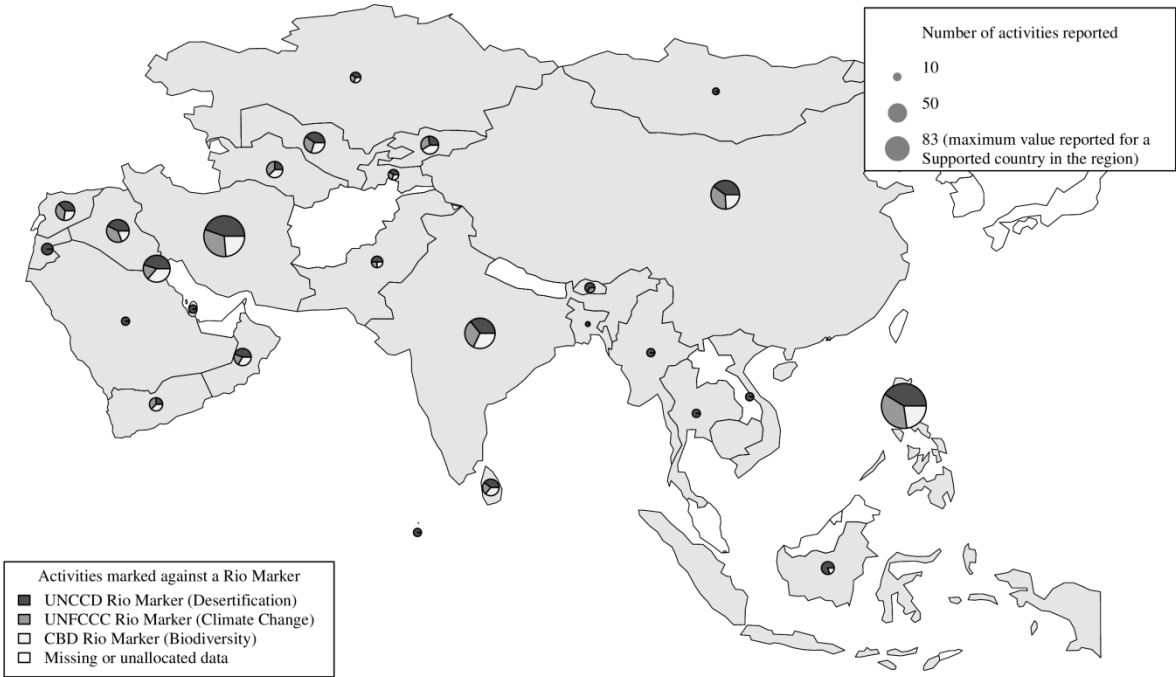 Number of activities reported
10
50
83 (maximum value reported for a
Supported country in the region)
Activities marked against a Rio Marker
UNCCD Rio Marker (Desertification)
UNFCCC Rio Marker (Climate Change)
CBD Rio Marker (Biodiversity)
Missing or unallocated data